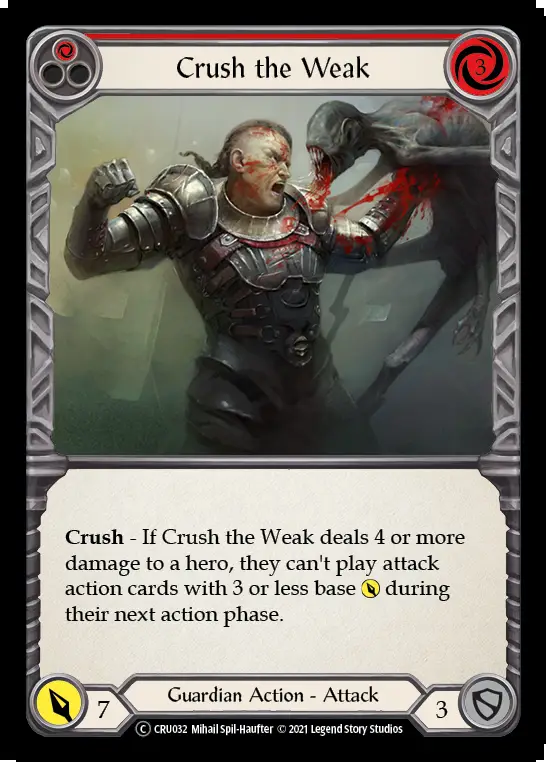 Crush the Weak
3
Crush - If Crush the Weak deals 4 or more
damage to a hero, they can't play attack
action cards with 3 or less base during
their next action phase.
7
Guardian Action - Attack
3
C CRU032 Mihail Spil-Haufter © 2021 Legend Story Studios